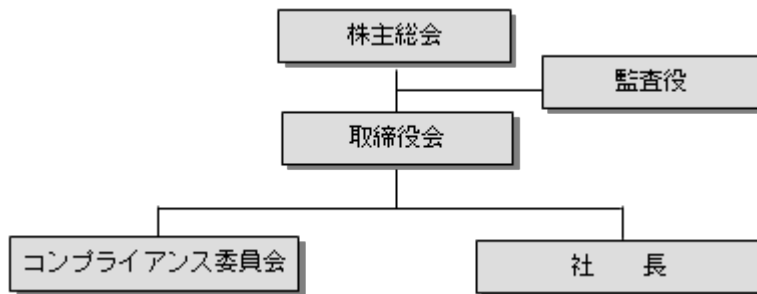 株主総会
監査役
取締役会
コンプライアンス委員会
社　長